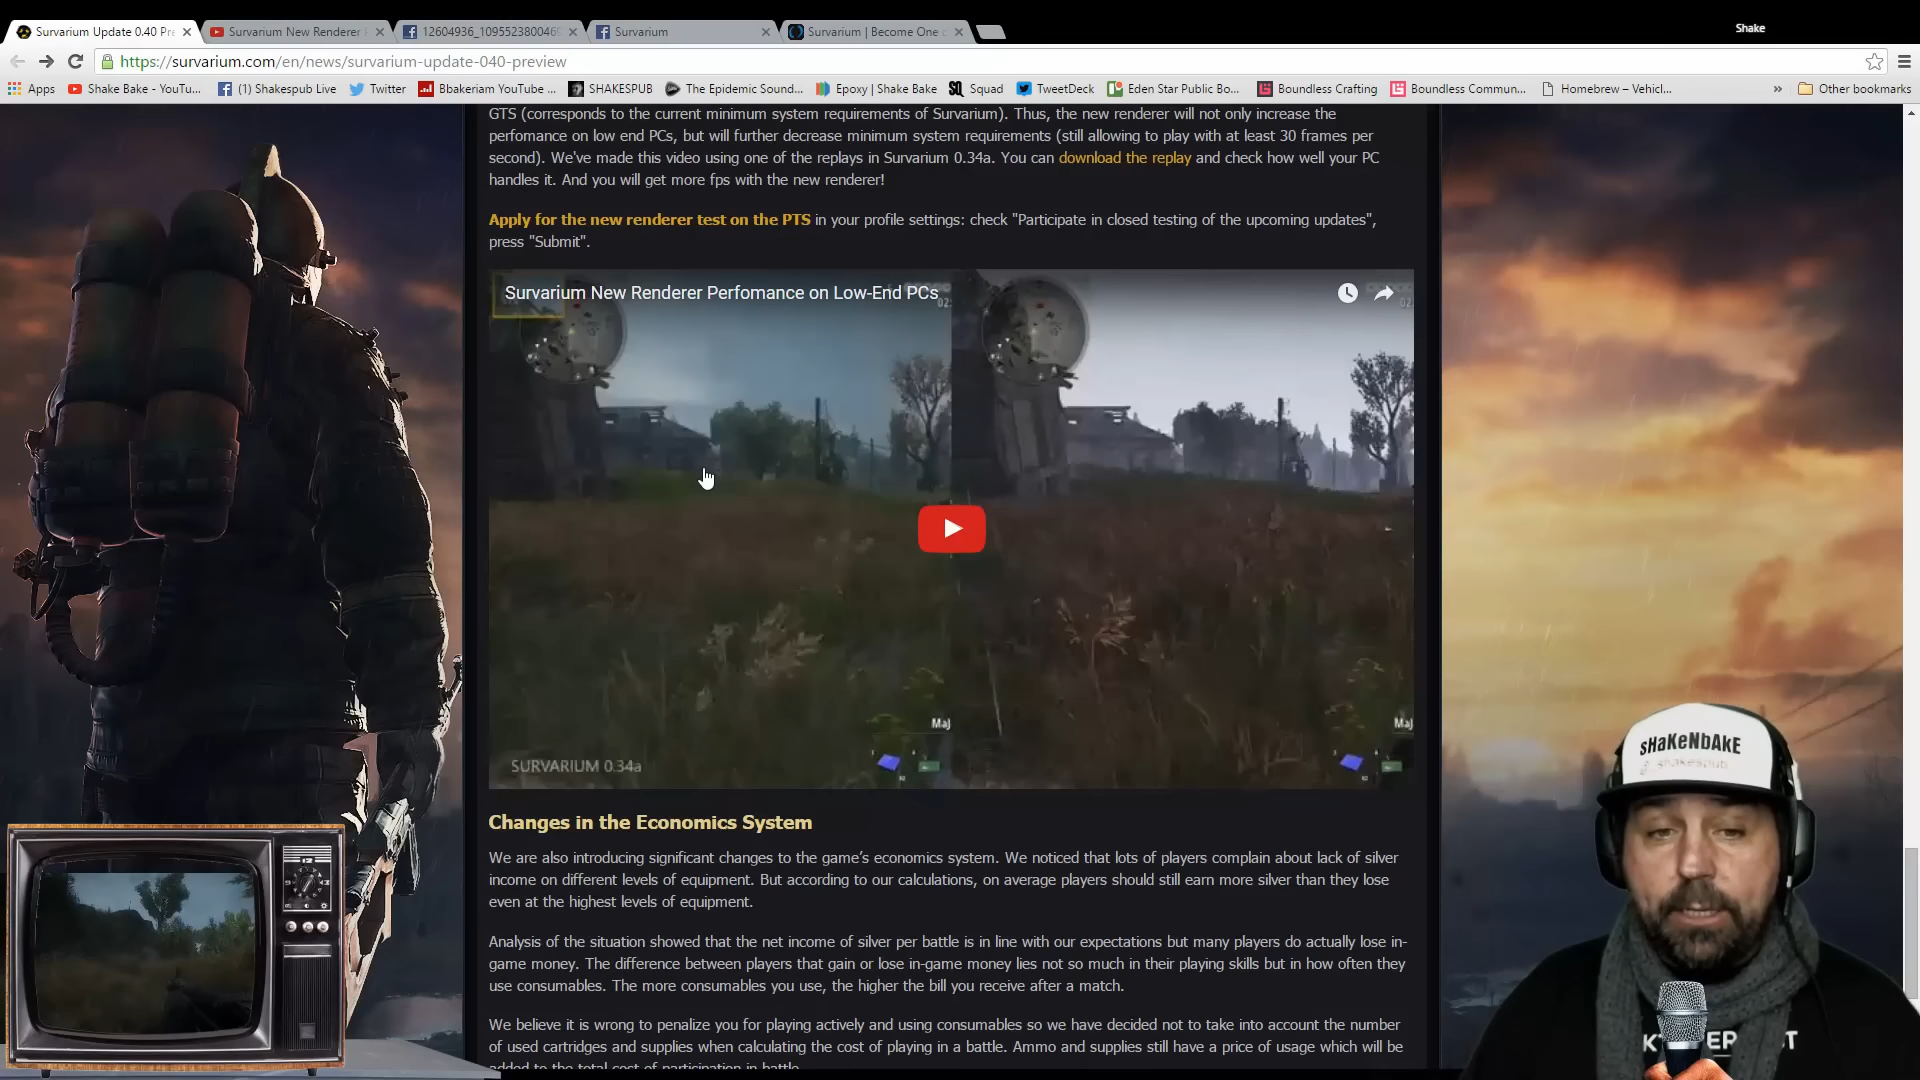 Survarium Update 0.40 Pre
Survarium New Renderer
12604936_1095523800469
Survarium
Survarium | Become One o
Shake
https://survarium.com/en/news/survarium-update-040-preview
Apps
Shake Bake - YouTu...
(1) Shakespub Live
Twitter
Bbakeriam YouTube ...
SHAKESPUB
The Epidemic Sound...
Epoxy | Shake Bake
Squad
TweetDeck
Eden Star Public Bo...
Boundless Crafting
Boundless Commun...
Homebrew – Vehicl...
»
Other bookmarks
GTS (corresponds to the current minimum system requirements of Survarium). Thus, the new renderer will not only increase the
perfomance on low end PCs, but will further decrease minimum system requirements (still allowing to play with at least 30 frames per
second). We've made this video using one of the replays in Survarium 0.34a. You can download the replay and check how well your PC
handles it. And you will get more fps with the new renderer!
Apply for the new renderer test on the PTS in your profile settings: check "Participate in closed testing of the upcoming updates",
press "Submit".
Survarium New Renderer Perfomance on Low-End PCs
02:
02
MaJ
MaJ
SURVARIUM 0.34a
Changes in the Economics System
We are also introducing significant changes to the game's economics system. We noticed that lots of players complain about lack of silver
income on different levels of equipment. But according to our calculations, on average players should still earn more silver than they lose
even at the highest levels of equipment.
Analysis of the situation showed that the net income of silver per battle is in line with our expectations but many players do actually lose in-
game money. The difference between players that gain or lose in-game money lies not so much in their playing skills but in how often they
use consumables. The more consumables you use, the higher the bill you receive after a match.
We believe it is wrong to penalize you for playing actively and using consumables so we have decided not to take into account the number
of used cartridges and supplies when calculating the cost of playing in a battle. Ammo and supplies still have a price of usage which will be
added to the total cost of participation in battle.
sHaKeNbAkE
shakespub
12